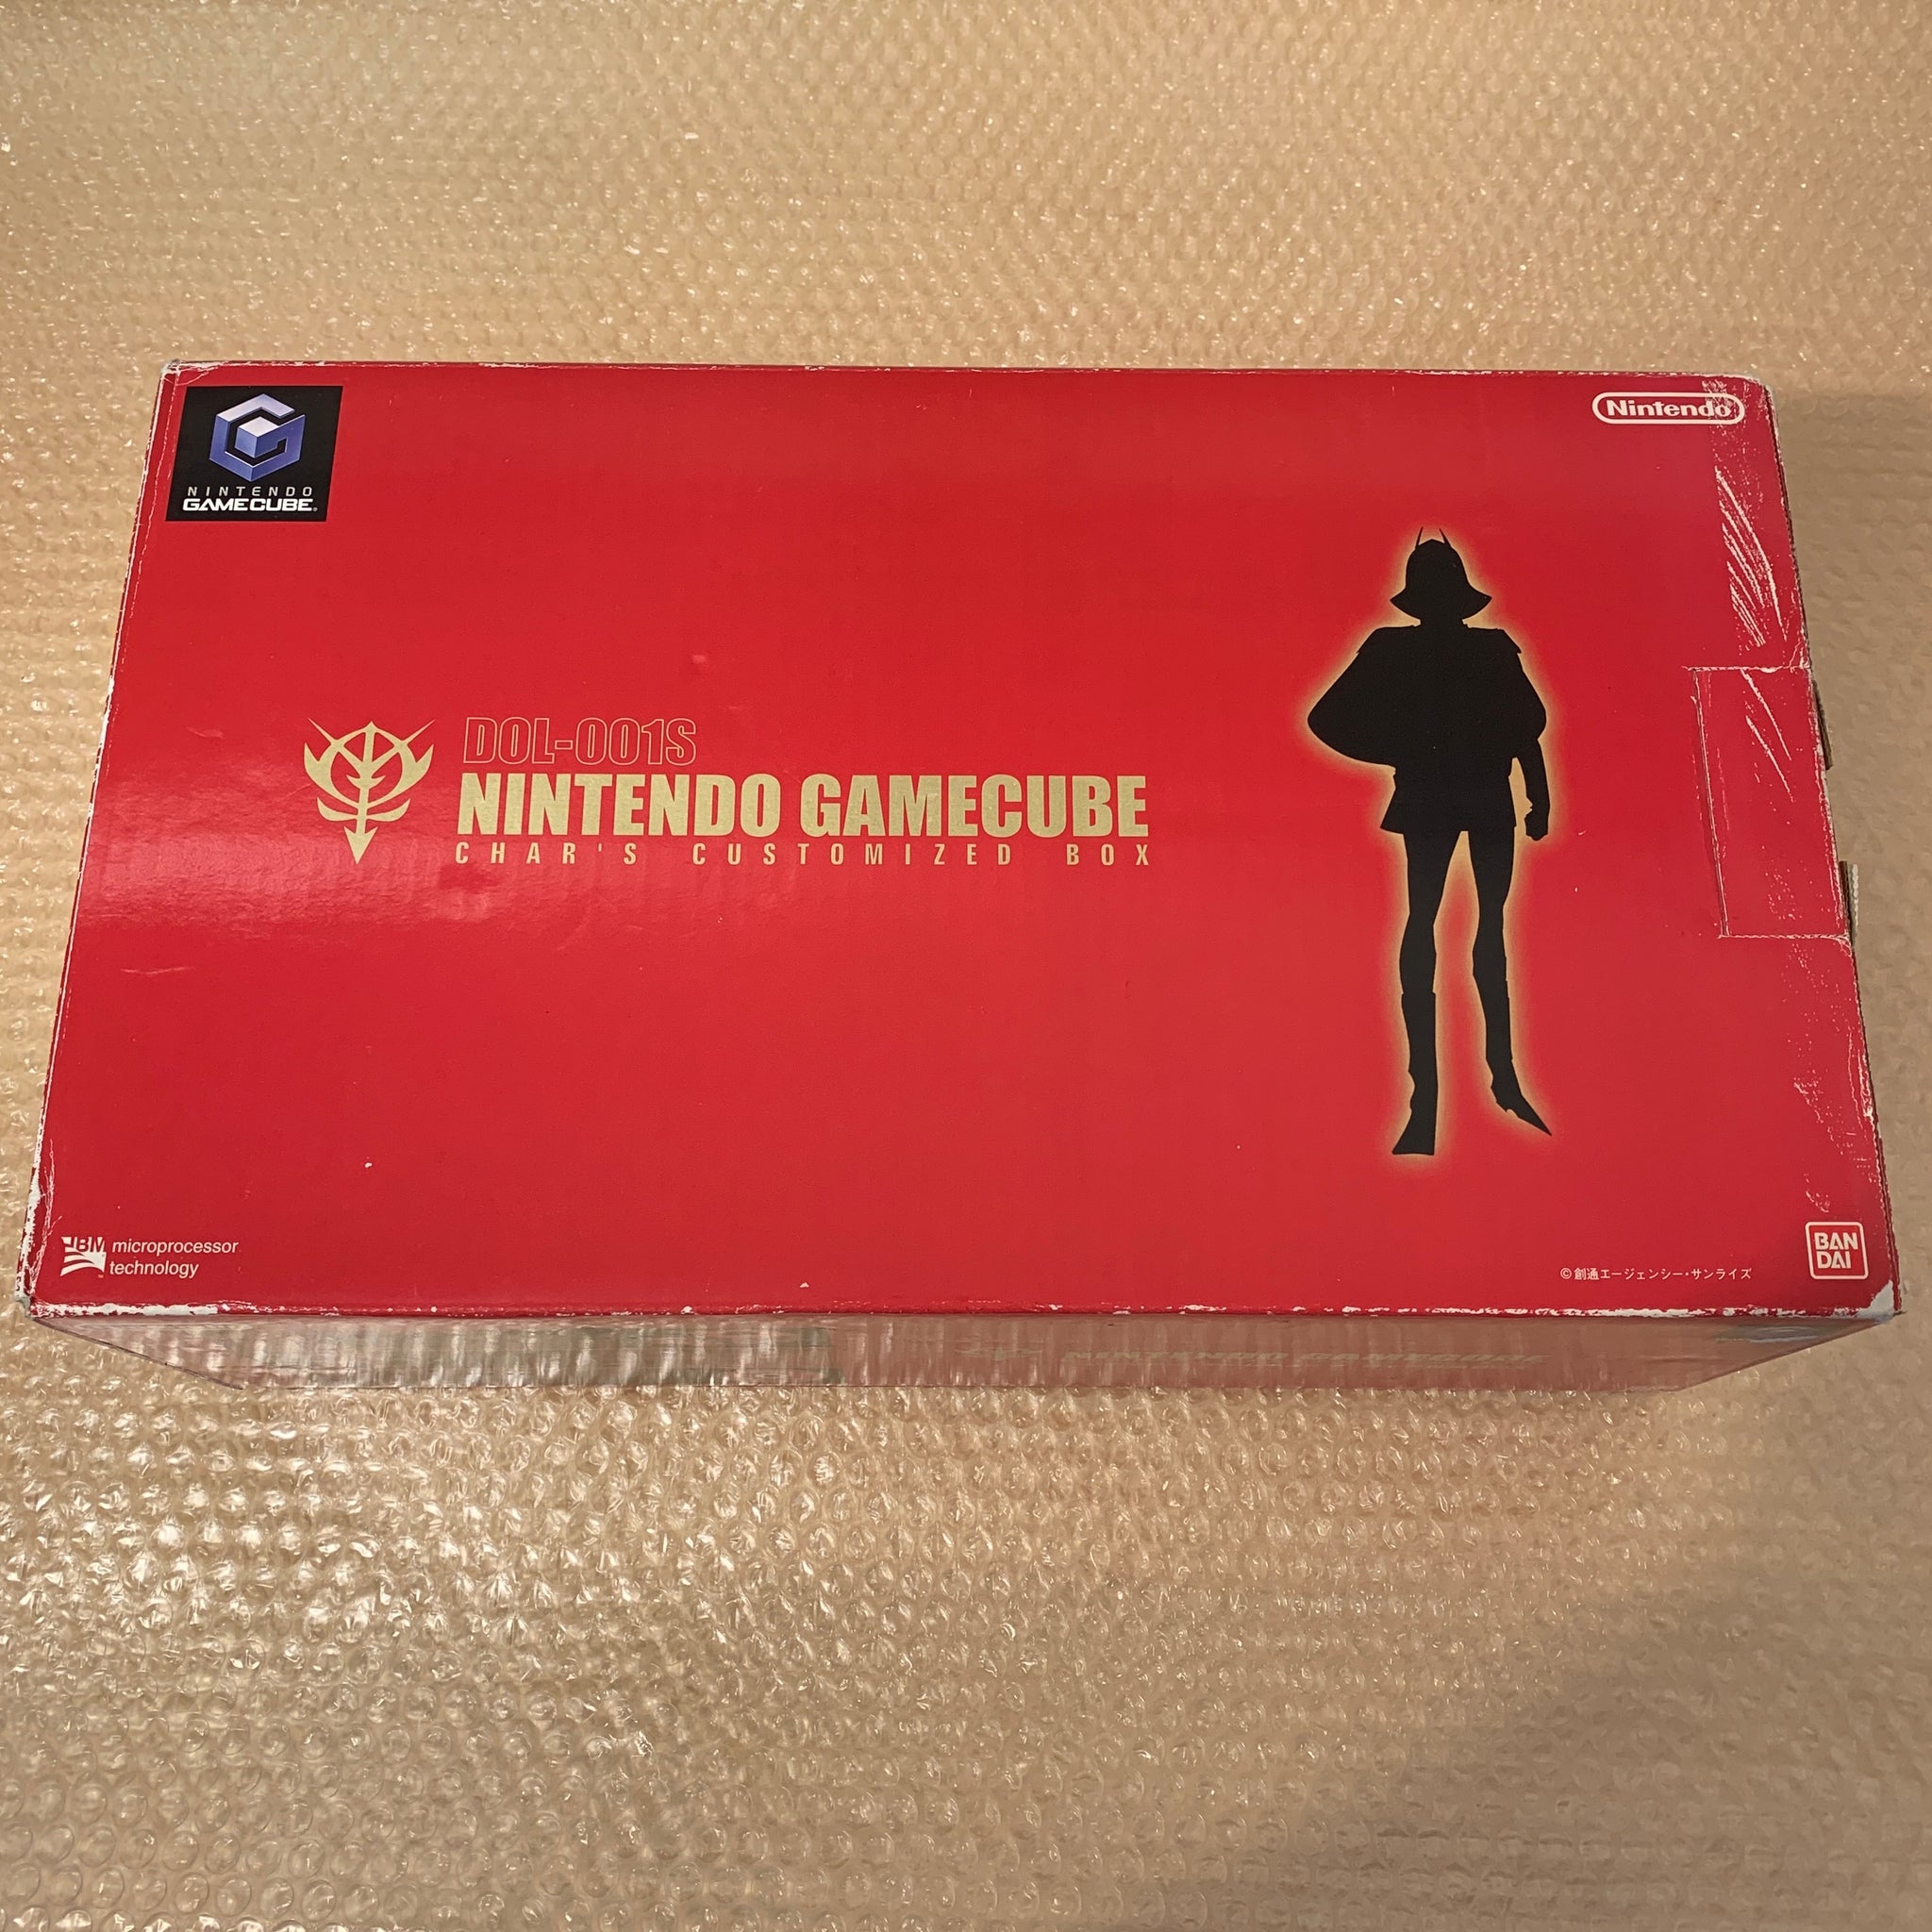 NINTENDO
GAMECUBE
Nintendo
DOL-001S
NINTENDO GAMECUBE
CHAR'S CUSTOMIZED BOX
IBM microprocessor
technology
©創通エージェンシー・サンライズ
BAN
DAI